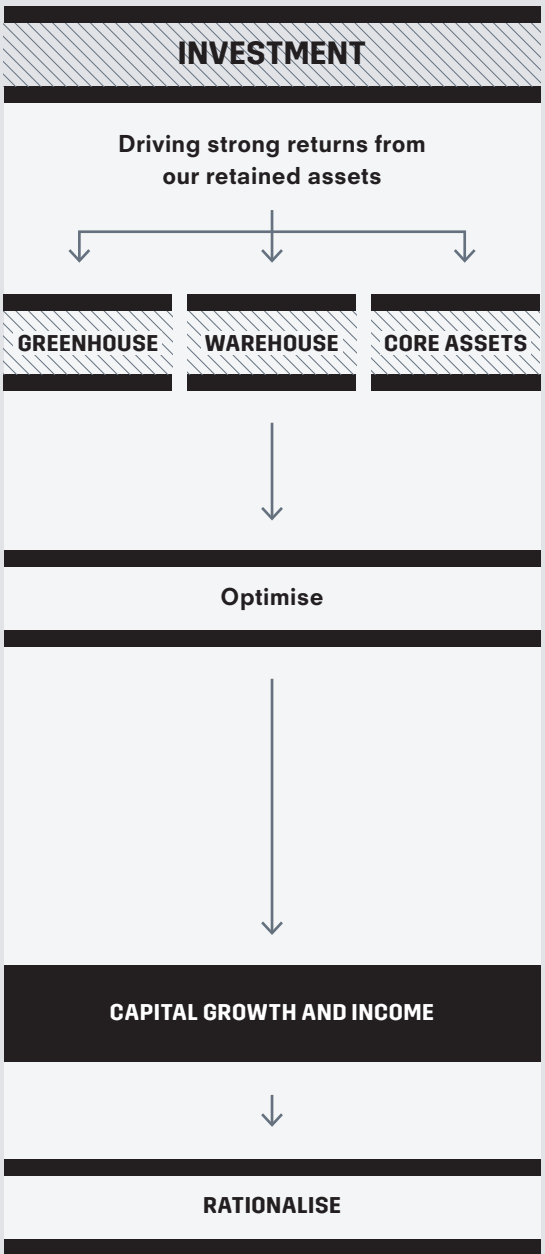 INVESTMENT
Driving strong returns from
our retained assets
GREENHOUSE
WAREHOUSE
CORE ASSETS
Optimise
CAPITAL GROWTH AND INCOME
RATIONALISE